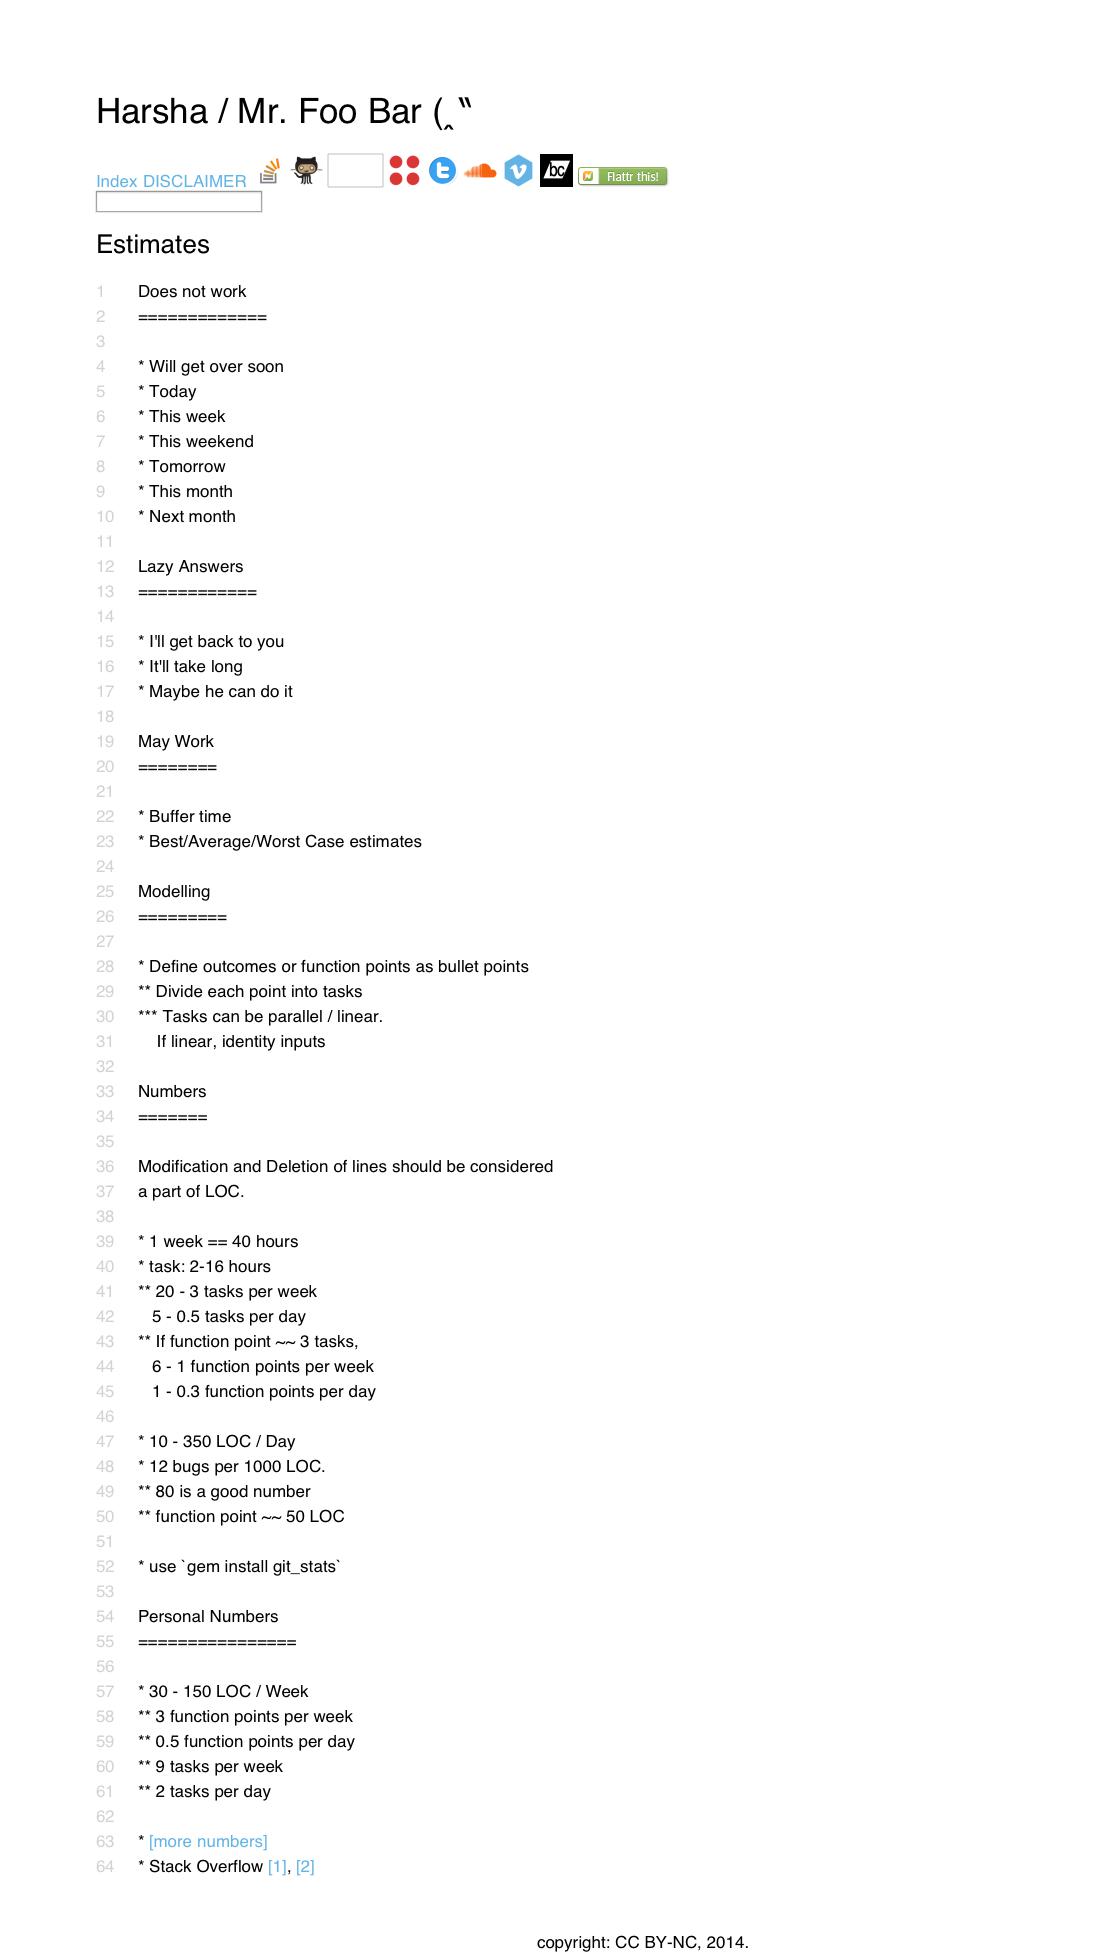 Harsha / Mr. Foo Bar (‸‟
Index DISCLAIMER bc Flattr this!
Estimates
1 Does not work
2 =============
3
4 * Will get over soon
5 * Today
6 * This week
7 * This weekend
8 * Tomorrow
9 * This month
10 * Next month
11
12 Lazy Answers
13 ============
14
15 * I'll get back to you
16 * It'll take long
17 * Maybe he can do it
18
19 May Work
20 ========
21
22 * Buffer time
23 * Best/Average/Worst Case estimates
24
25 Modelling
26 =========
27
28 * Define outcomes or function points as bullet points
29 ** Divide each point into tasks
30 *** Tasks can be parallel / linear.
31 If linear, identity inputs
32
33 Numbers
34 =======
35
36 Modification and Deletion of lines should be considered
37 a part of LOC.
38
39 * 1 week == 40 hours
40 * task: 2-16 hours
41 ** 20 - 3 tasks per week
42 5 - 0.5 tasks per day
43 ** If function point ~~ 3 tasks,
44 6 - 1 function points per week
45 1 - 0.3 function points per day
46
47 * 10 - 350 LOC / Day
48 * 12 bugs per 1000 LOC.
49 ** 80 is a good number
50 ** function point ~~ 50 LOC
51
52 * use `gem install git_stats`
53
54 Personal Numbers
55 ================
56
57 * 30 - 150 LOC / Week
58 ** 3 function points per week
59 ** 0.5 function points per day
60 ** 9 tasks per week
61 ** 2 tasks per day
62
63 * [more numbers]
64 * Stack Overflow [1], [2]
copyright: CC BY-NC, 2014.